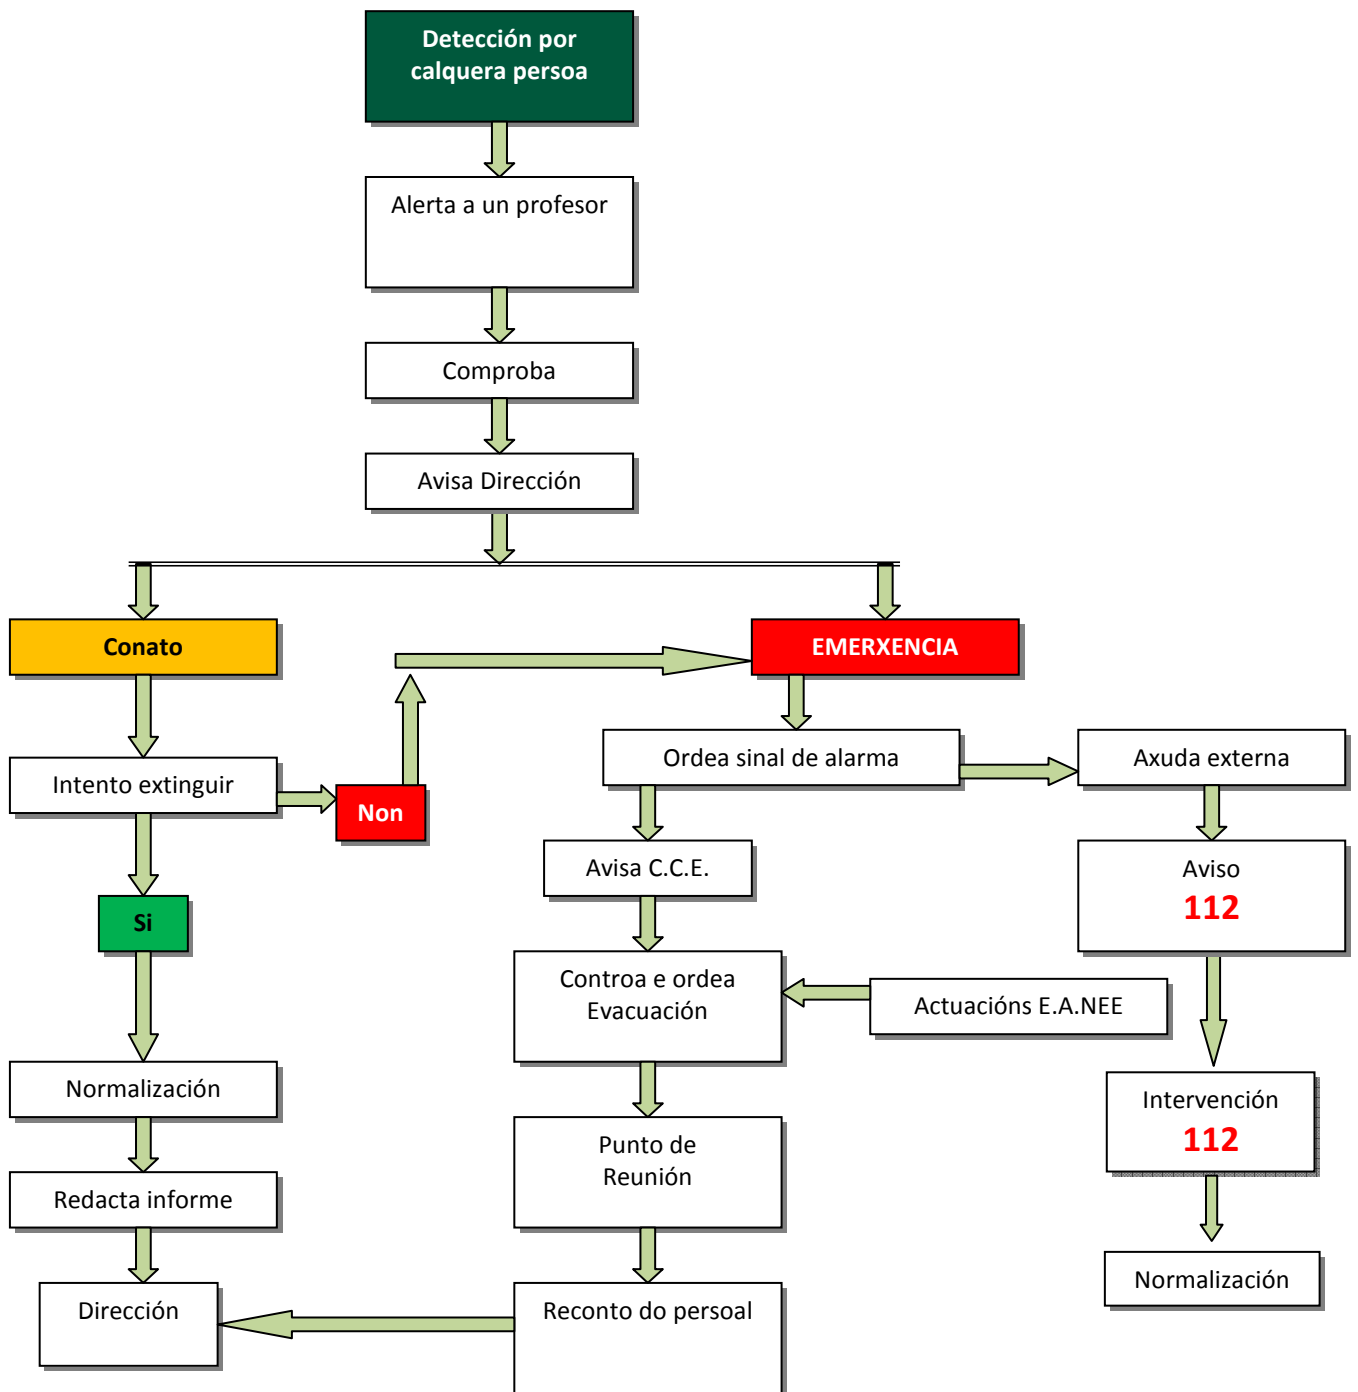 Detección por
calquera persoa
Alerta a un profesor
Comproba
Avisa Dirección
Conato
EMERXENCIA
Ordea sinal de alarma
Axuda externa
Intento extinguir
Non
Avisa C.C.E.
Aviso
112
Si
Controa e ordea
Evacuación
Actuacións E.A.NEE
Normalización
Intervención
112
Punto de
Reunión
Redacta informe
Normalización
Dirección
Reconto do persoal